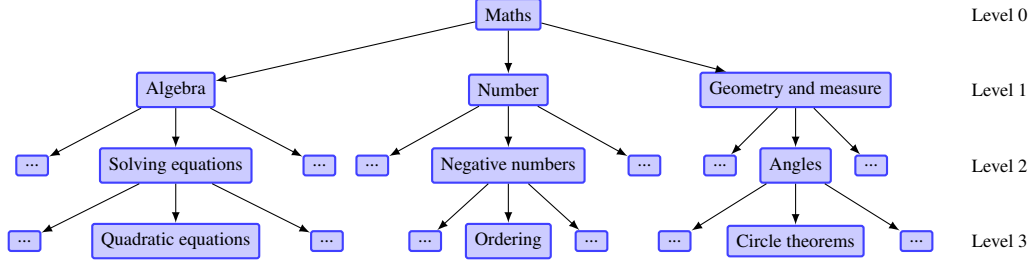 Maths Level 0
Algebra Number Geometry and measure Level 1
... Solving equations ... ... Negative numbers ... ... Angles ... Level 2
... Quadratic equations ... ... Ordering ... ... Circle theorems ... Level 3